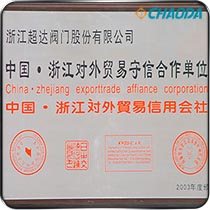 CHAODA
浙江超达阀门股份有限公司
中国·浙江对外贸易守信合作单位
China·zhejiang exporttrade affiance corporation
中国·浙江对外贸易信用会社
2003年度